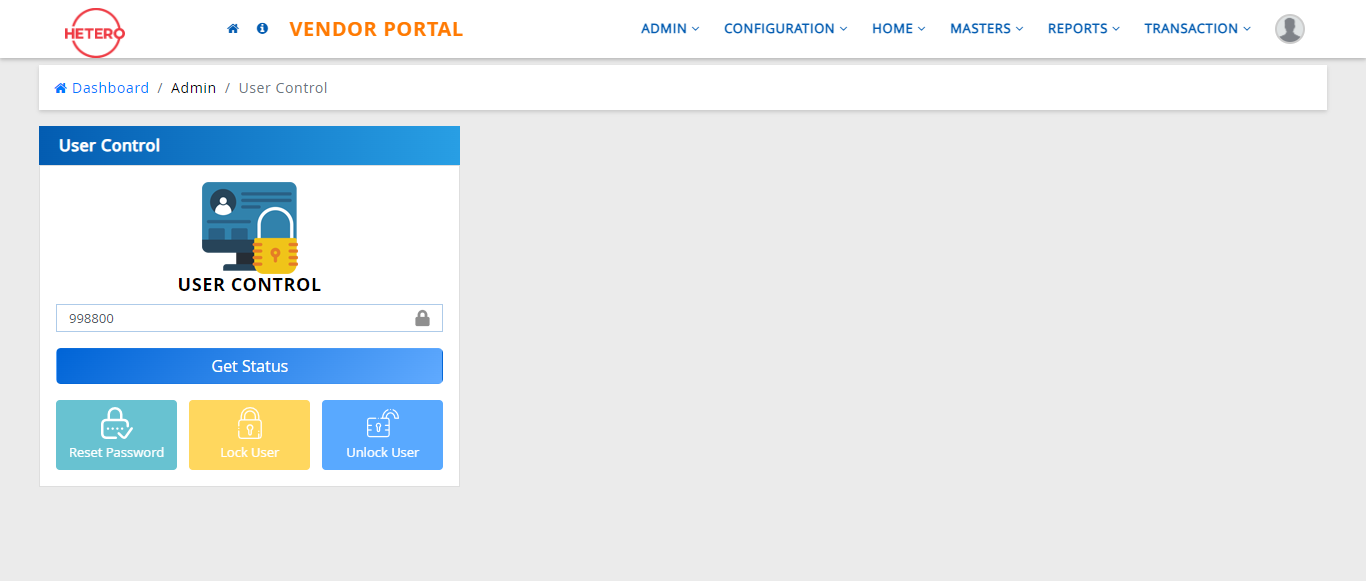 HETERO
VENDOR PORTAL
ADMIN CONFIGURATION HOME MASTERS REPORTS TRANSACTION
Dashboard / Admin / User Control
User Control
USER CONTROL
998800
Get Status
Reset Password Lock User Unlock User